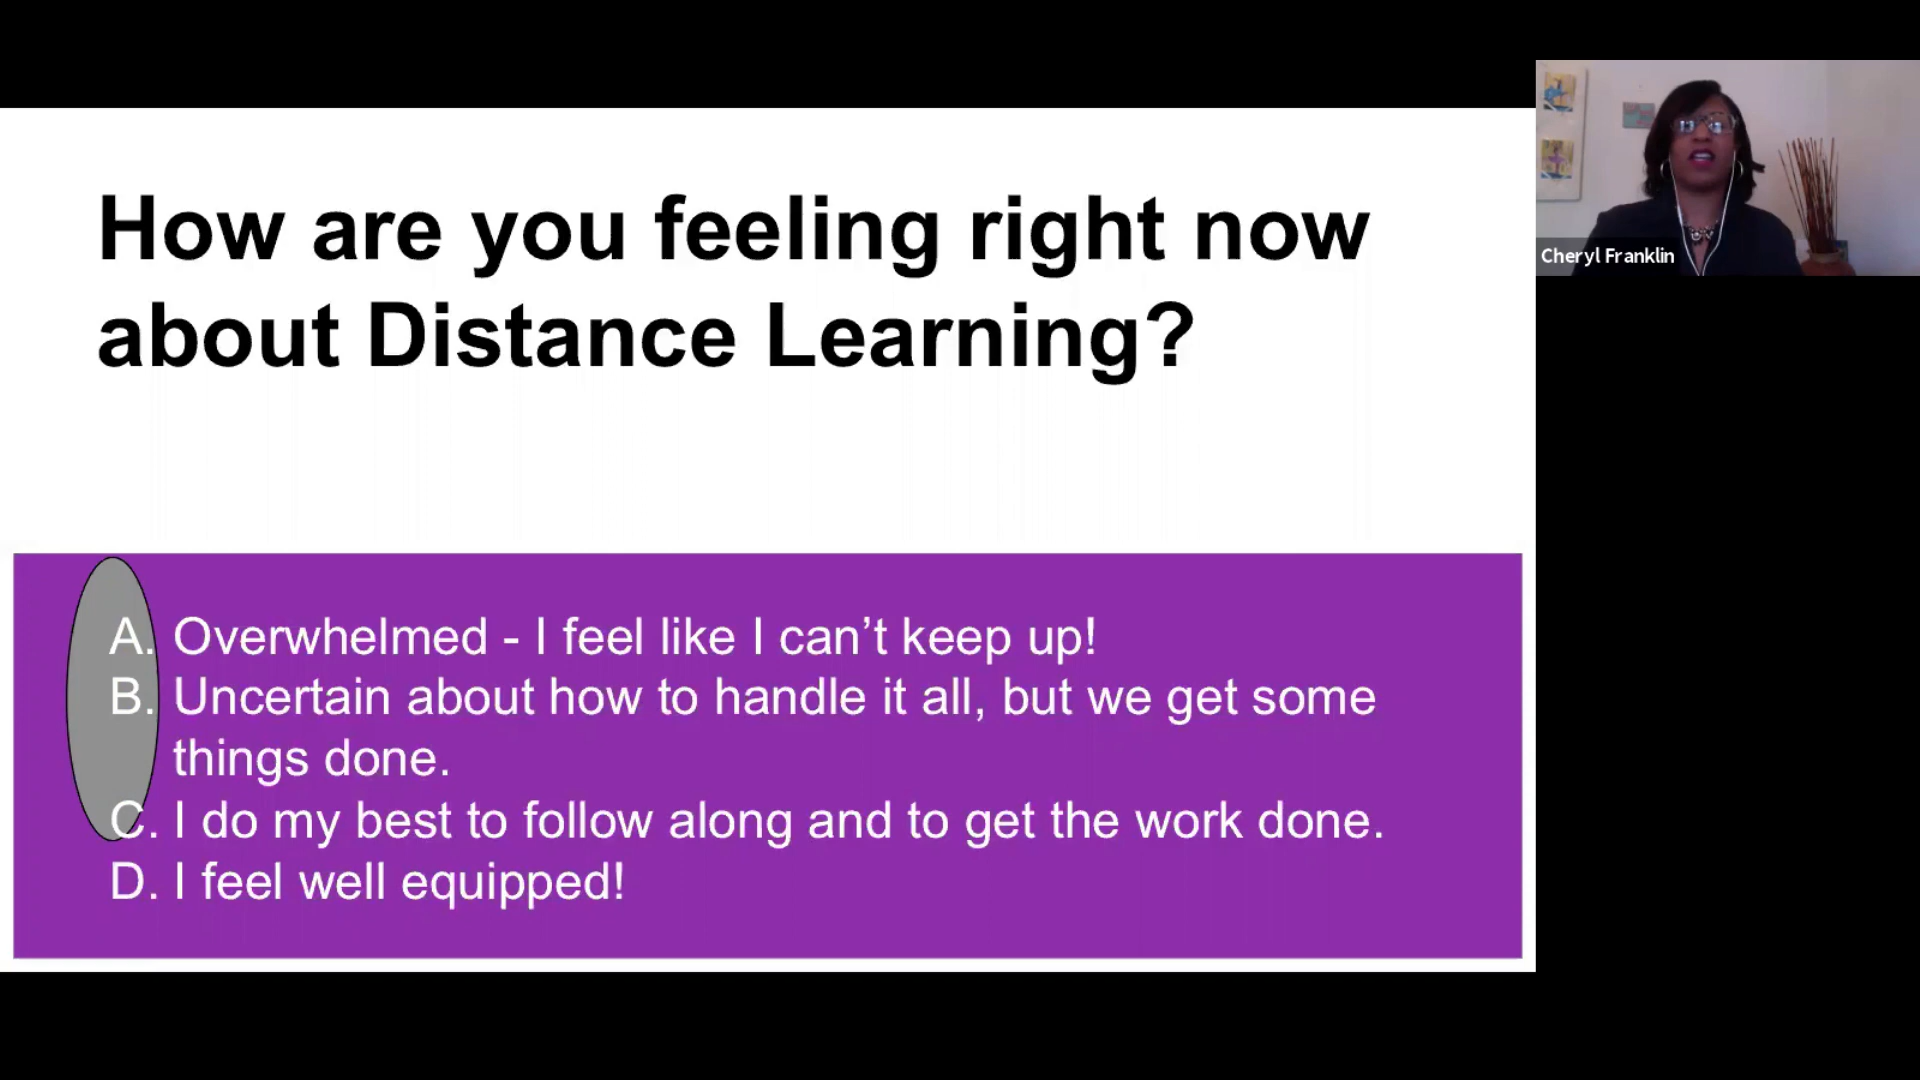 How are you feeling right now
about Distance Learning?
Cheryl Franklin
A. Overwhelmed - I feel like I can’t keep up!
B. Uncertain about how to handle it all, but we get some
things done.
C. I do my best to follow along and to get the work done.
D. I feel well equipped!